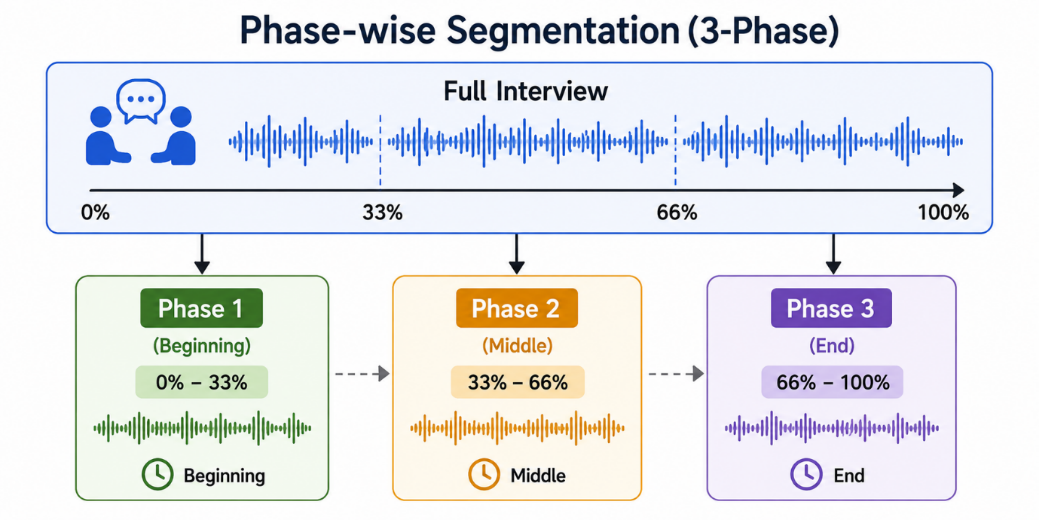 Phase-wise Segmentation (3-Phase)
Full Interview
0% 33% 66% 100%
Phase 1
(Beginning)
0% – 33%
Beginning
Phase 2
(Middle)
33% – 66%
Middle
Phase 3
(End)
66% – 100%
End